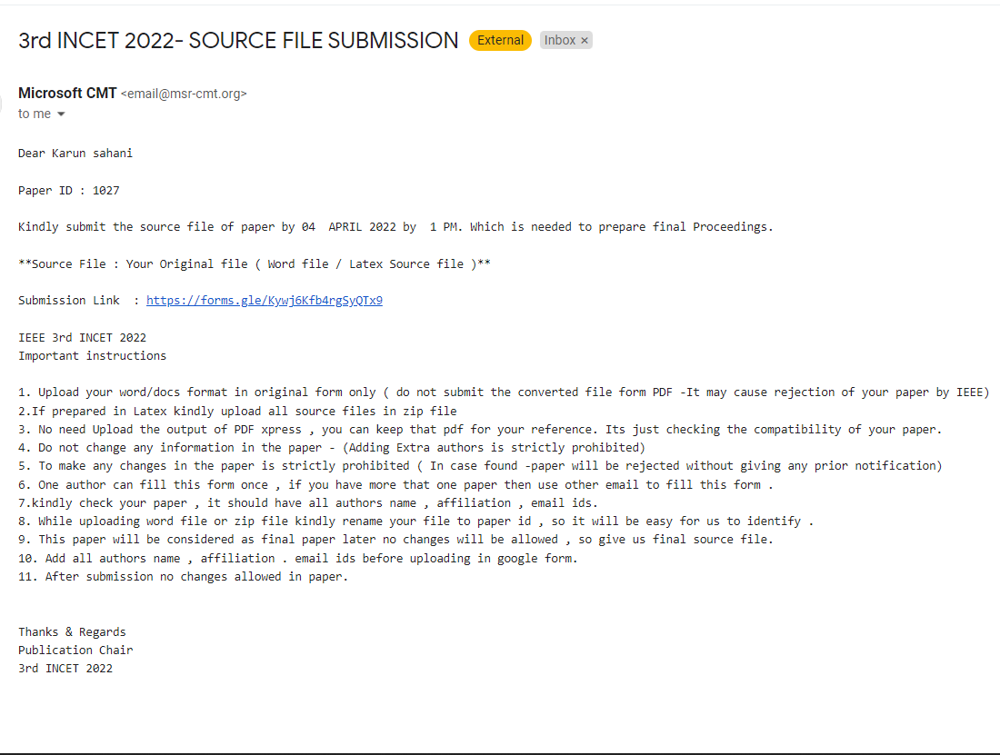 3rd INCET 2022- SOURCE FILE SUBMISSION External Inbox ×
Microsoft CMT <email@msr-cmt.org>
to me
Dear Karun sahani
Paper ID : 1027
Kindly submit the source file of paper by 04  APRIL 2022 by  1 PM. Which is needed to prepare final Proceedings.
**Source File : Your Original file ( Word file / Latex Source file )**
Submission Link  : https://forms.gle/Kywj6Kfb4rgSyQTx9
IEEE 3rd INCET 2022
Important instructions
1. Upload your word/docs format in original form only ( do not submit the converted file form PDF -It may cause rejection of your paper by IEEE)
2.If prepared in Latex kindly upload all source files in zip file
3. No need Upload the output of PDF xpress , you can keep that pdf for your reference. Its just checking the compatibility of your paper.
4. Do not change any information in the paper - (Adding Extra authors is strictly prohibited)
5. To make any changes in the paper is strictly prohibited ( In case found -paper will be rejected without giving any prior notification)
6. One author can fill this form once , if you have more that one paper then use other email to fill this form .
7.kindly check your paper , it should have all authors name , affiliation , email ids.
8. While uploading word file or zip file kindly rename your file to paper id , so it will be easy for us to identify .
9. This paper will be considered as final paper later no changes will be allowed , so give us final source file.
10. Add all authors name , affiliation . email ids before uploading in google form.
11. After submission no changes allowed in paper.
Thanks & Regards
Publication Chair
3rd INCET 2022